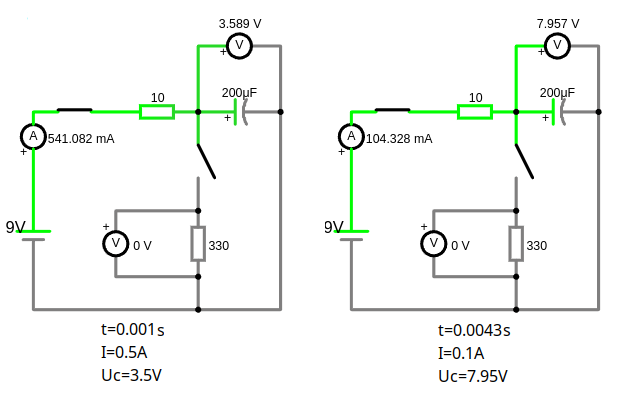 3.589 V
V
+
10
200µF
+
A
541.082 mA
+
9V
+
V
0 V
330
t=0.001s
I=0.5A
Uc=3.5V
7.957 V
V
+
10
200µF
+
A
104.328 mA
+
9V
+
V
0 V
330
t=0.0043s
I=0.1A
Uc=7.95V